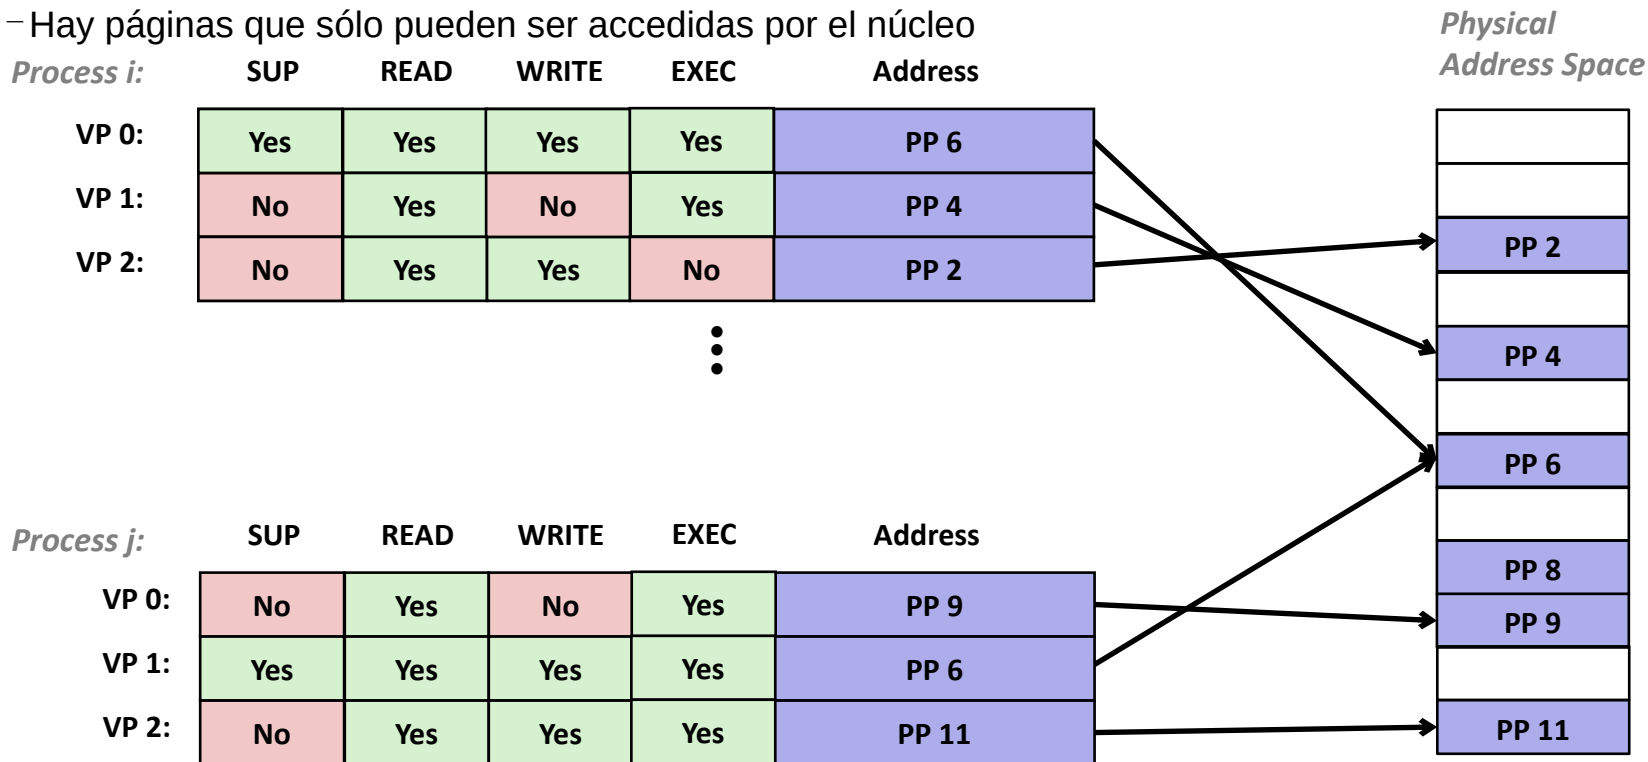 –Hay páginas que sólo pueden ser accedidas por el núcleo
Process i: SUP READ WRITE EXEC Address
VP 0: Yes Yes Yes Yes PP 6
VP 1: No Yes No Yes PP 4
VP 2: No Yes Yes No PP 2
Process j: SUP READ WRITE EXEC Address
VP 0: No Yes No Yes PP 9
VP 1: Yes Yes Yes Yes PP 6
VP 2: No Yes Yes Yes PP 11
Physical
Address Space
PP 2
PP 4
PP 6
PP 8
PP 9
PP 11